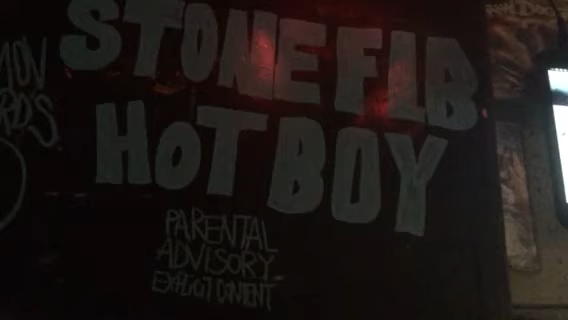 STONE FLB
HOT BOY
PARENTAL
ADVISORY
EXPLICIT CONTENT